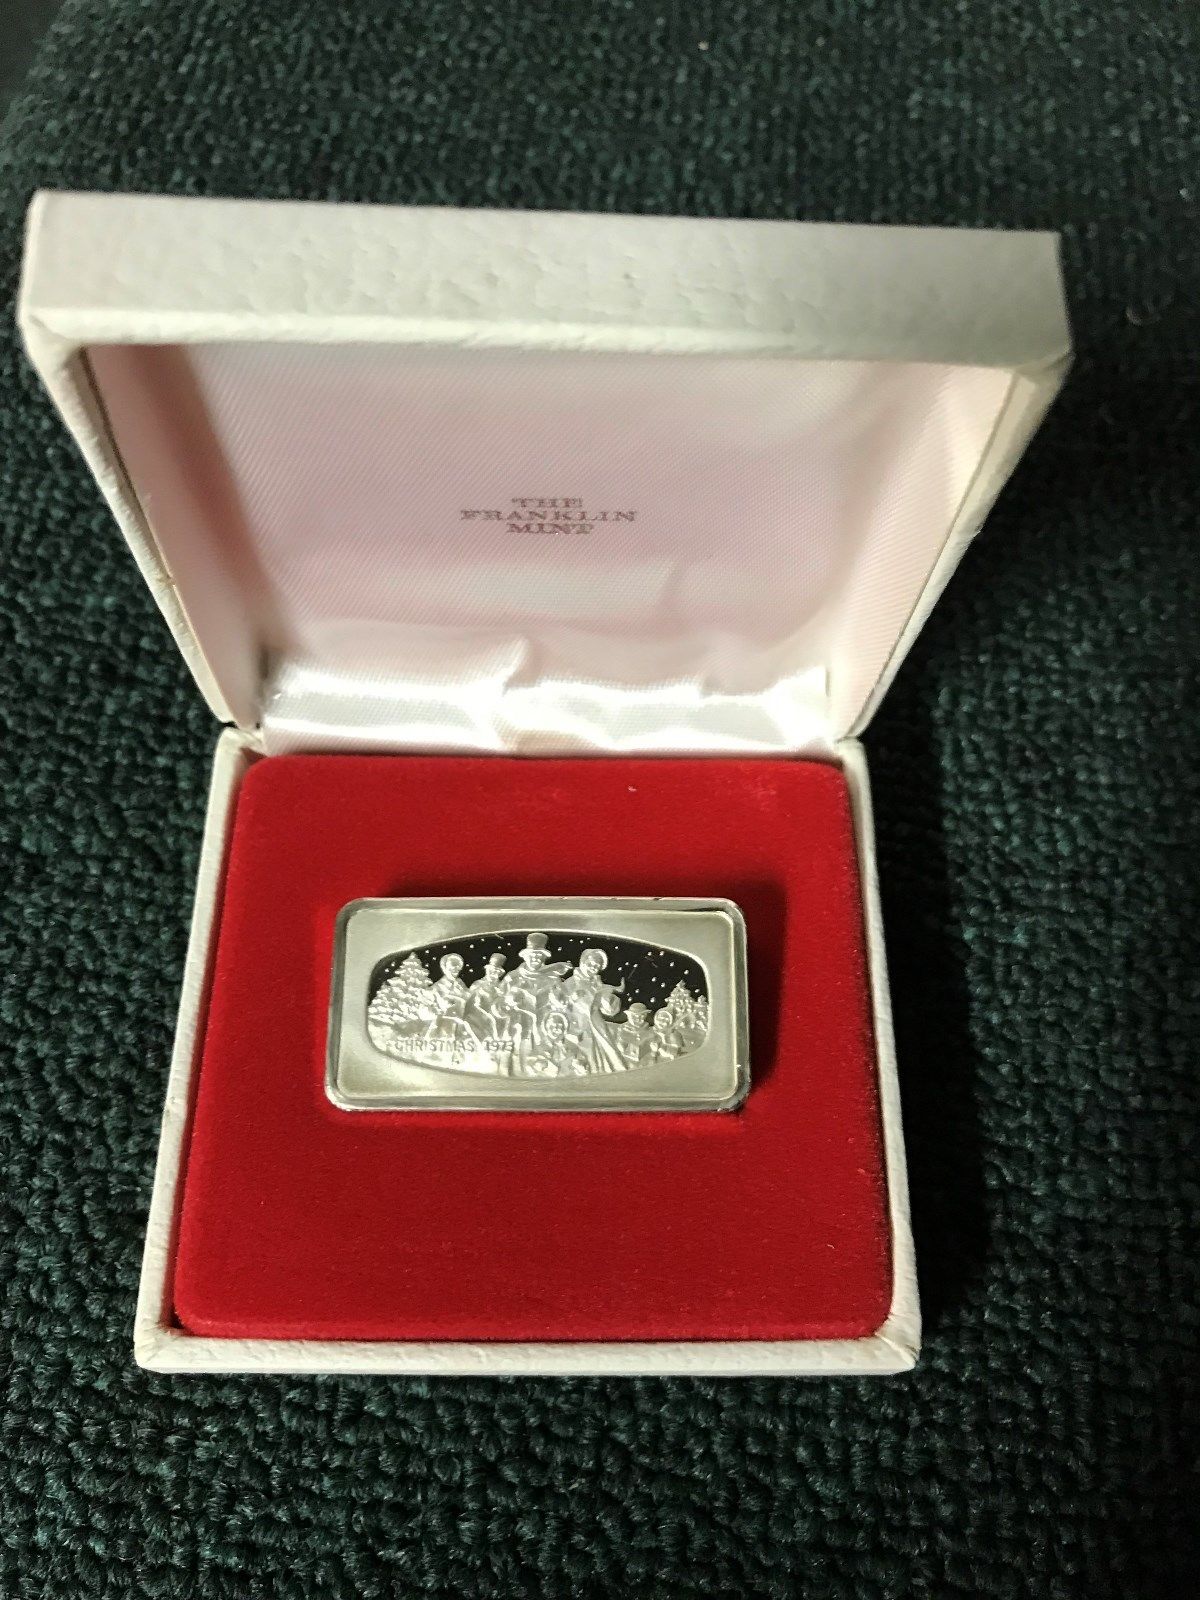 THE
FRANKLIN
MINT
CHRISTMAS 1973